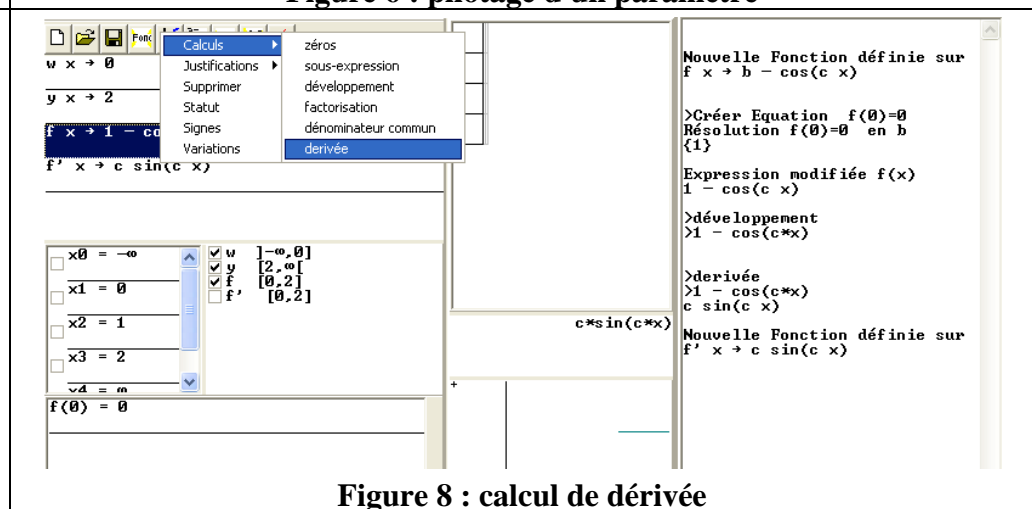 Figure 6 : pilotage d'un paramètre
Fonc
w x → 0
y x → 2
f x → 1 − co
f' x → c sin(c x)
Calculs
Justifications
Supprimer
Statut
Signes
Variations
zéros
sous-expression
développement
factorisation
dénominateur commun
derivée
x0 = −∞
x1 = 0
x2 = 1
x3 = 2
x4 = ∞
w ]−∞,0]
y [2,∞[
f [0,2]
f' [0,2]
f(0) = 0
c*sin(c*x)
+
Nouvelle Fonction définie sur
f x → b − cos(c x)
>Créer Equation f(0)=0
Résolution f(0)=0 en b
{1}
Expression modifiée f(x)
1 − cos(c x)
>développement
>1 − cos(c*x)
>derivée
>1 − cos(c*x)
c sin(c x)
Nouvelle Fonction définie sur
f' x → c sin(c x)
Figure 8 : calcul de dérivée